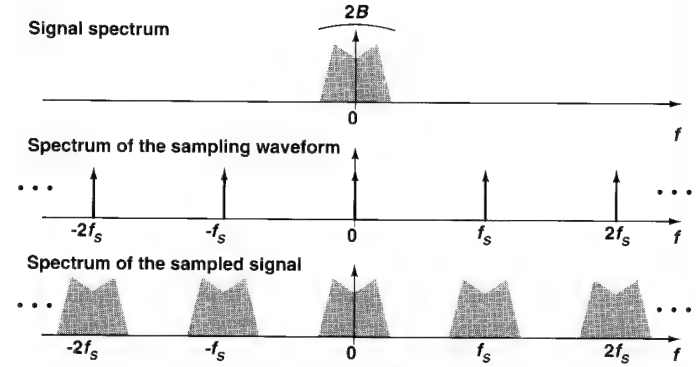 2B
Signal spectrum
0
f
Spectrum of the sampling waveform
• • •
• • •
-2fS
-fS
0
fS
2fS
f
Spectrum of the sampled signal
• • •
• • •
-2fS
-fS
0
fS
2fS
f